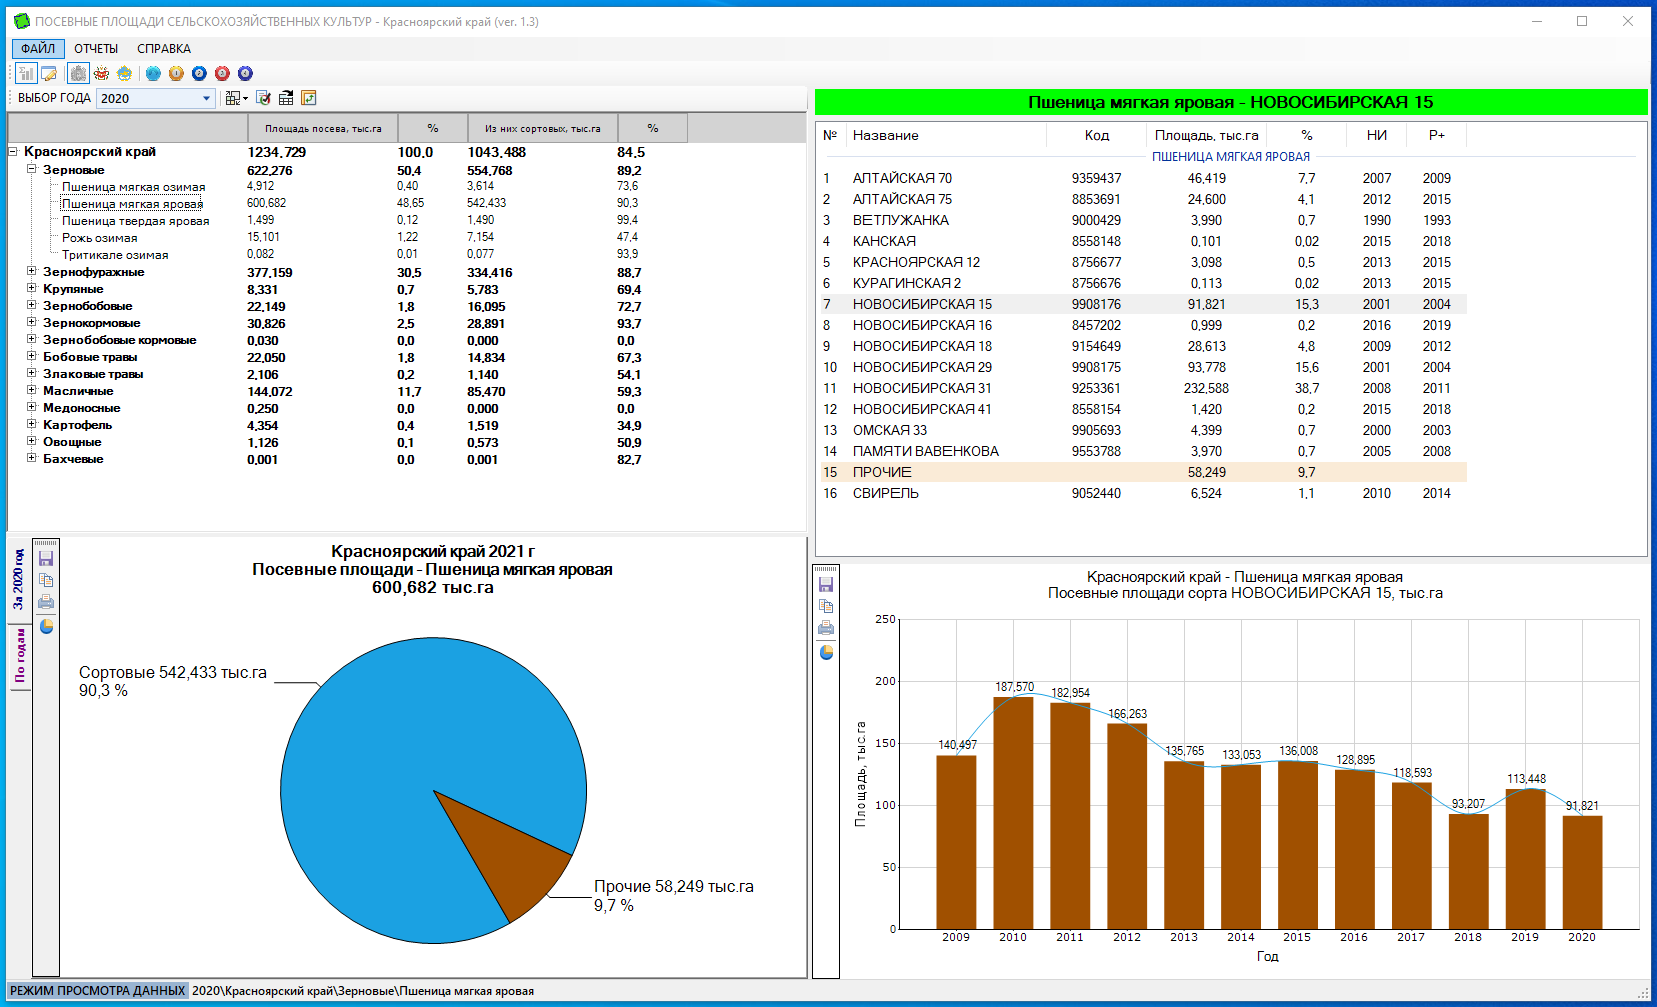 ПОСЕВНЫЕ ПЛОЩАДИ СЕЛЬСКОХОЗЯЙСТВЕННЫХ КУЛЬТУР - Красноярский край (ver. 1.3)
ФАЙЛ ОТЧЕТЫ СПРАВКА
ВЫБОР ГОДА 2020
Площадь посева, тыс.га % Из них сортовых, тыс.га %
Красноярский край 1234,729 100,0 1043,488 84,5
Зерновые 622,276 50,4 554,768 89,2
Пшеница мягкая озимая 4,912 0,40 3,614 73,6
Пшеница мягкая яровая 600,682 48,65 542,433 90,3
Пшеница твердая яровая 1,499 0,12 1,490 99,4
Рожь озимая 15,101 1,22 7,154 47,4
Тритикале озимая 0,082 0,01 0,077 93,9
Зернофуражные 377,159 30,5 334,416 88,7
Крупяные 8,331 0,7 5,783 69,4
Зернобобовые 22,149 1,8 16,095 72,7
Зернокормовые 30,826 2,5 28,891 93,7
Зернобобовые кормовые 0,030 0,0 0,000 0,0
Бобовые травы 22,050 1,8 14,834 67,3
Злаковые травы 2,106 0,2 1,140 54,1
Масличные 144,072 11,7 85,470 59,3
Медоносные 0,250 0,0 0,000 0,0
Картофель 4,354 0,4 1,519 34,9
Овощные 1,126 0,1 0,573 50,9
Бахчевые 0,001 0,0 0,001 82,7
Пшеница мягкая яровая - НОВОСИБИРСКАЯ 15
№ Название Код Площадь, тыс.га % НИ Р+
ПШЕНИЦА МЯГКАЯ ЯРОВАЯ
1 АЛТАЙСКАЯ 70 9359437 46,419 7,7 2007 2009
2 АЛТАЙСКАЯ 75 8853691 24,600 4,1 2012 2015
3 ВЕТЛУЖАНКА 9000429 3,990 0,7 1990 1993
4 КАНСКАЯ 8558148 0,101 0,02 2015 2018
5 КРАСНОЯРСКАЯ 12 8756677 3,098 0,5 2013 2015
6 КУРАГИНСКАЯ 2 8756676 0,113 0,02 2013 2015
7 НОВОСИБИРСКАЯ 15 9908176 91,821 15,3 2001 2004
8 НОВОСИБИРСКАЯ 16 8457202 0,999 0,2 2016 2019
9 НОВОСИБИРСКАЯ 18 9154649 28,613 4,8 2009 2012
10 НОВОСИБИРСКАЯ 29 9908175 93,778 15,6 2001 2004
11 НОВОСИБИРСКАЯ 31 9253361 232,588 38,7 2008 2011
12 НОВОСИБИРСКАЯ 41 8558154 1,420 0,2 2015 2018
13 ОМСКАЯ 33 9905693 4,399 0,7 2000 2003
14 ПАМЯТИ ВАВЕНКОВА 9553788 3,970 0,7 2005 2008
15 ПРОЧИЕ 58,249 9,7
16 СВИРЕЛЬ 9052440 6,524 1,1 2010 2014
За 2020 год
По годам
Красноярский край 2021 г
Посевные площади - Пшеница мягкая яровая
600,682 тыс.га
Сортовые 542,433 тыс.га
90,3 %
Прочие 58,249 тыс.га
9,7 %
Красноярский край - Пшеница мягкая яровая
Посевные площади сорта НОВОСИБИРСКАЯ 15, тыс.га
Площадь, тыс.га
250
200
150
100
50
0
140,497 187,570 182,954 166,263 135,765 133,053 136,008 128,895 118,593 93,207 113,448 91,821
2009 2010 2011 2012 2013 2014 2015 2016 2017 2018 2019 2020
Год
РЕЖИМ ПРОСМОТРА ДАННЫХ 2020\Красноярский край\Зерновые\Пшеница мягкая яровая